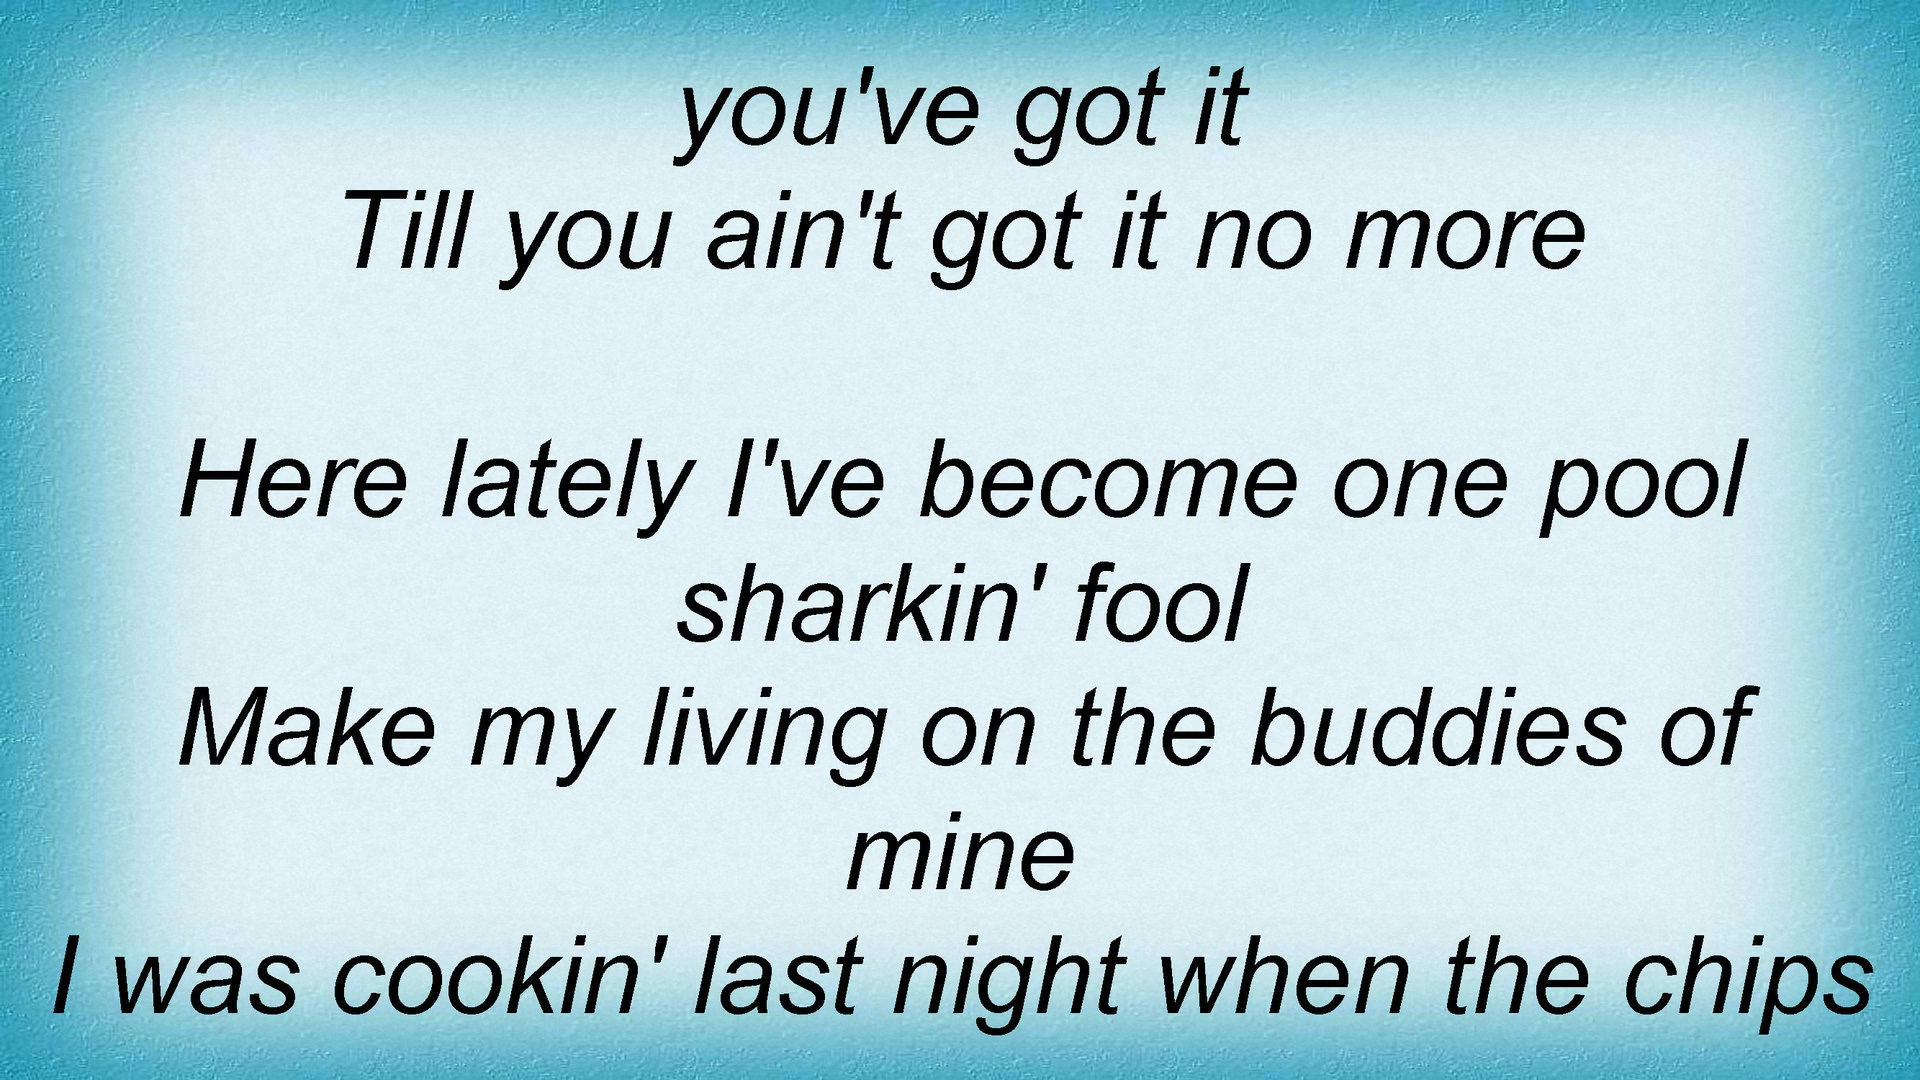 you've got it
Till you ain't got it no more
Here lately I've become one pool
sharkin' fool
Make my living on the buddies of
mine
I was cookin' last night when the chips